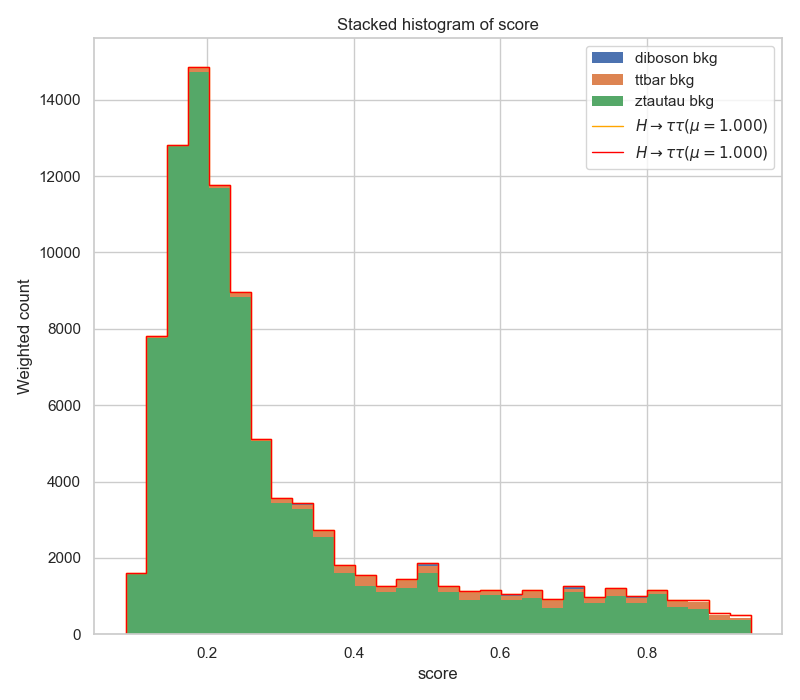 Stacked histogram of score
diboson bkg
ttbar bkg
ztautau bkg
H → ττ(μ = 1.000)
H → ττ(μ = 1.000)
Weighted count
14000
12000
10000
8000
6000
4000
2000
0
0.2 0.4 0.6 0.8
score